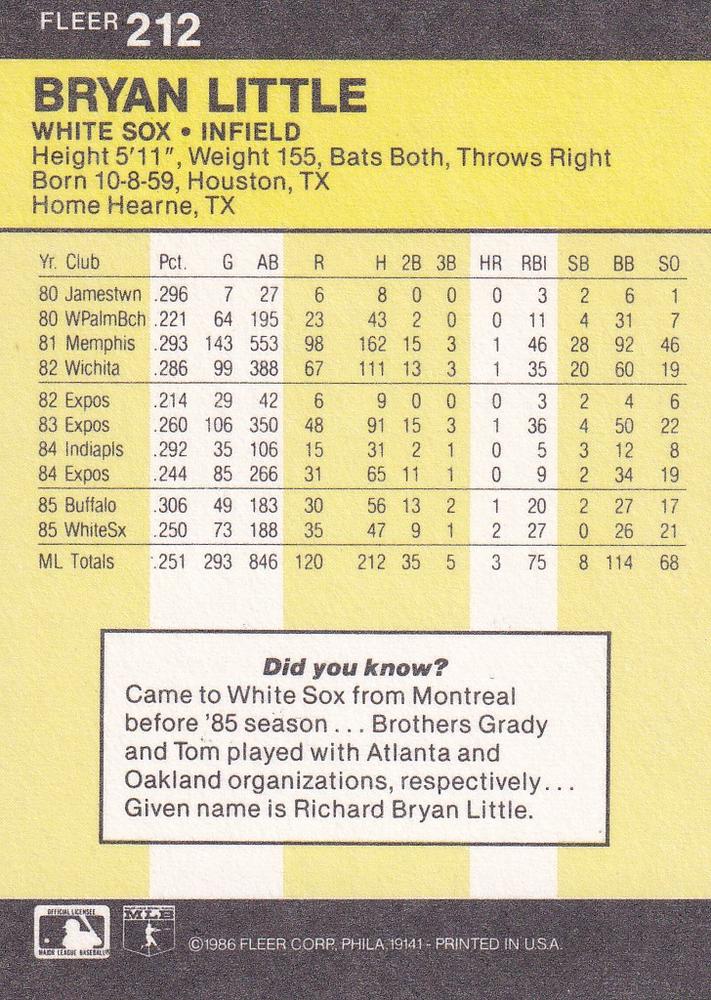 FLEER 212
BRYAN LITTLE
WHITE SOX • INFIELD
Height 5'11", Weight 155, Bats Both, Throws Right
Born 10-8-59, Houston, TX
Home Hearne, TX
Yr. Club Pct. G AB R H 2B 3B HR RBI SB BB SO
80 Jamestwn .296 7 27 6 8 0 0 0 3 2 6 1
80 WPalmBch .221 64 195 23 43 2 0 0 11 4 31 7
81 Memphis .293 143 553 98 162 15 3 1 46 28 92 46
82 Wichita .286 99 388 67 111 13 3 1 35 20 60 19
82 Expos .214 29 42 6 9 0 0 0 3 2 4 6
83 Expos .260 106 350 48 91 15 3 1 36 4 50 22
84 Indiapls .292 35 106 15 31 2 1 0 5 3 12 8
84 Expos .244 85 266 31 65 11 1 0 9 2 34 19
85 Buffalo .306 49 183 30 56 13 2 1 20 2 27 17
85 WhiteSx .250 73 188 35 47 9 1 2 27 0 26 21
ML Totals .251 293 846 120 212 35 5 3 75 8 114 68
Did you know?
Came to White Sox from Montreal
before '85 season . . . Brothers Grady
and Tom played with Atlanta and
Oakland organizations, respectively . . .
Given name is Richard Bryan Little.
OFFICIAL LICENSEE
MAJOR LEAGUE BASEBALL
MLB
©1986 FLEER CORP. PHILA. 19141 - PRINTED IN U.S.A.